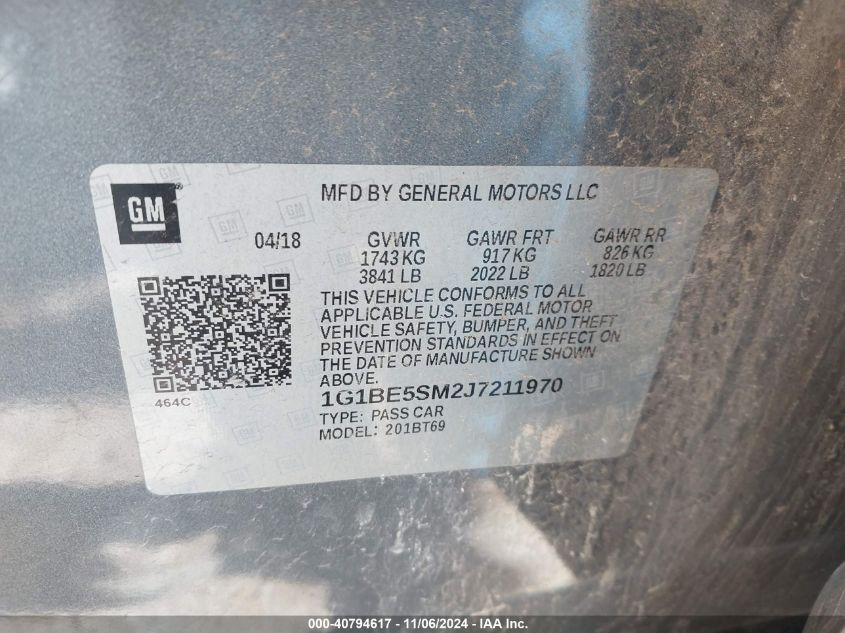 GM
MFD BY GENERAL MOTORS LLC
04/18 GVWR GAWR FRT GAWR RR
1743 KG 917 KG 826 KG
3841 LB 2022 LB 1820 LB
THIS VEHICLE CONFORMS TO ALL
APPLICABLE U.S. FEDERAL MOTOR
VEHICLE SAFETY, BUMPER, AND THEFT
PREVENTION STANDARDS IN EFFECT ON
THE DATE OF MANUFACTURE SHOWN
ABOVE.
464C
1G1BE5SM2J7211970
TYPE: PASS CAR
MODEL: 201BT69
000-40794617 - 11/06/2024 - IAA Inc.